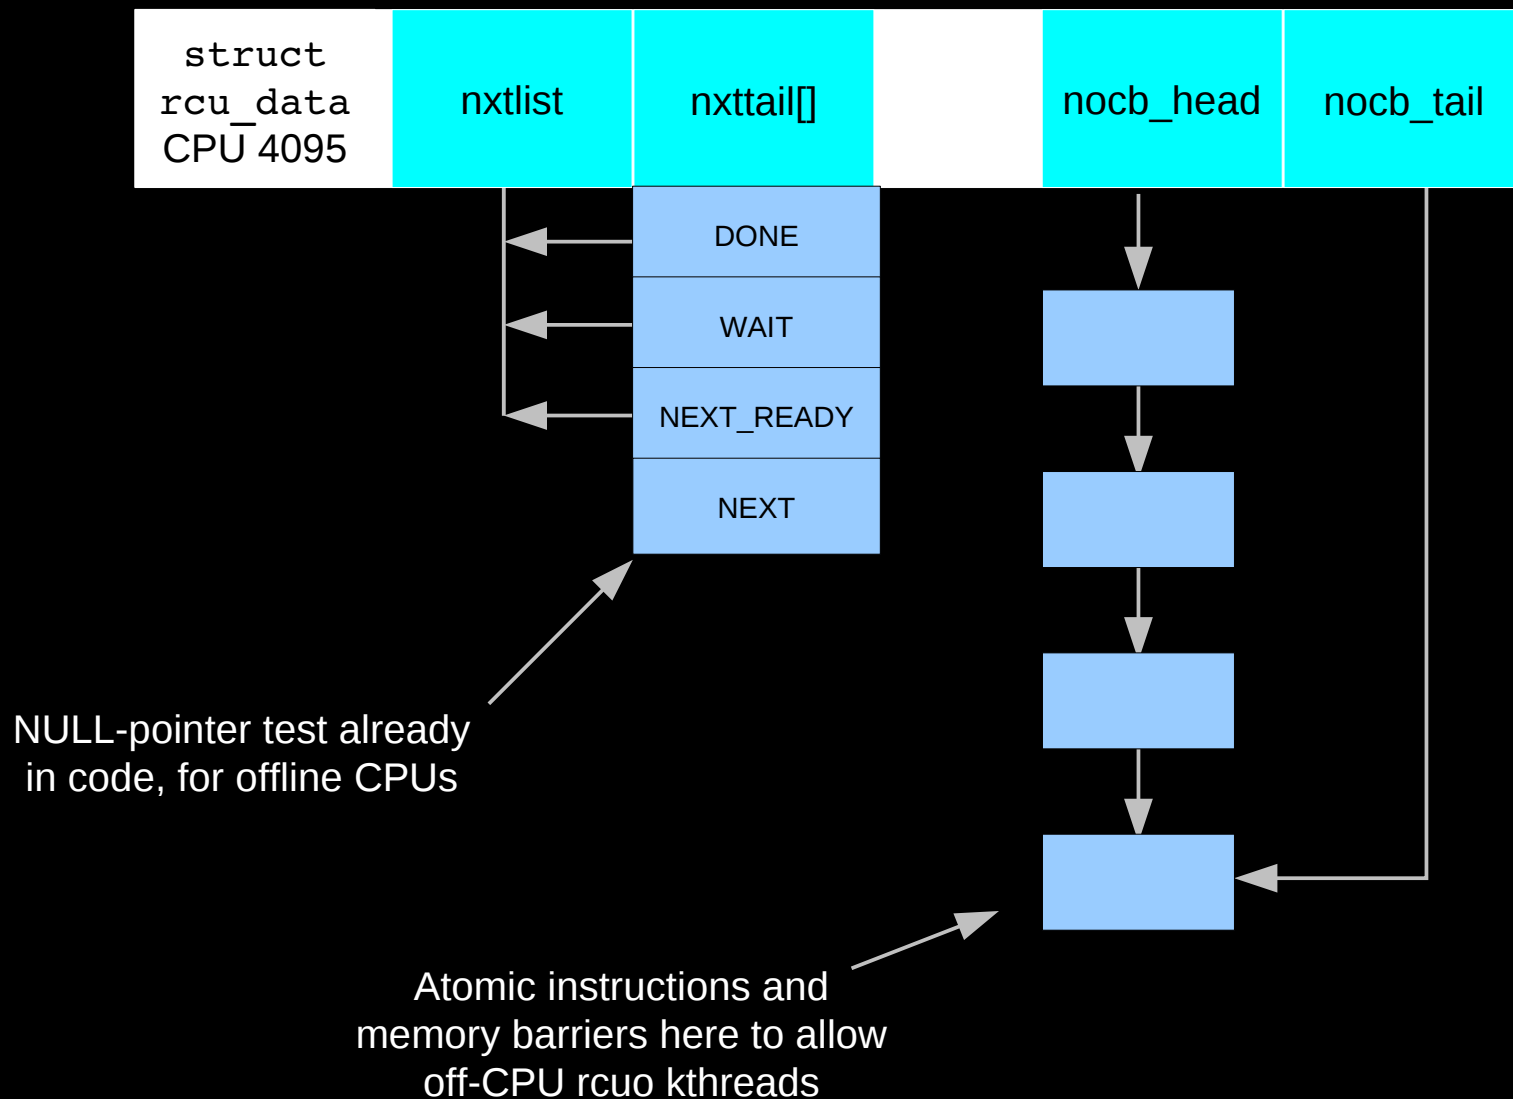 struct
rcu_data
CPU 4095
nxtlist
nxttail[]
nocb_head
nocb_tail
DONE
WAIT
NEXT_READY
NEXT
NULL-pointer test already
in code, for offline CPUs
Atomic instructions and
memory barriers here to allow
off-CPU rcuo kthreads